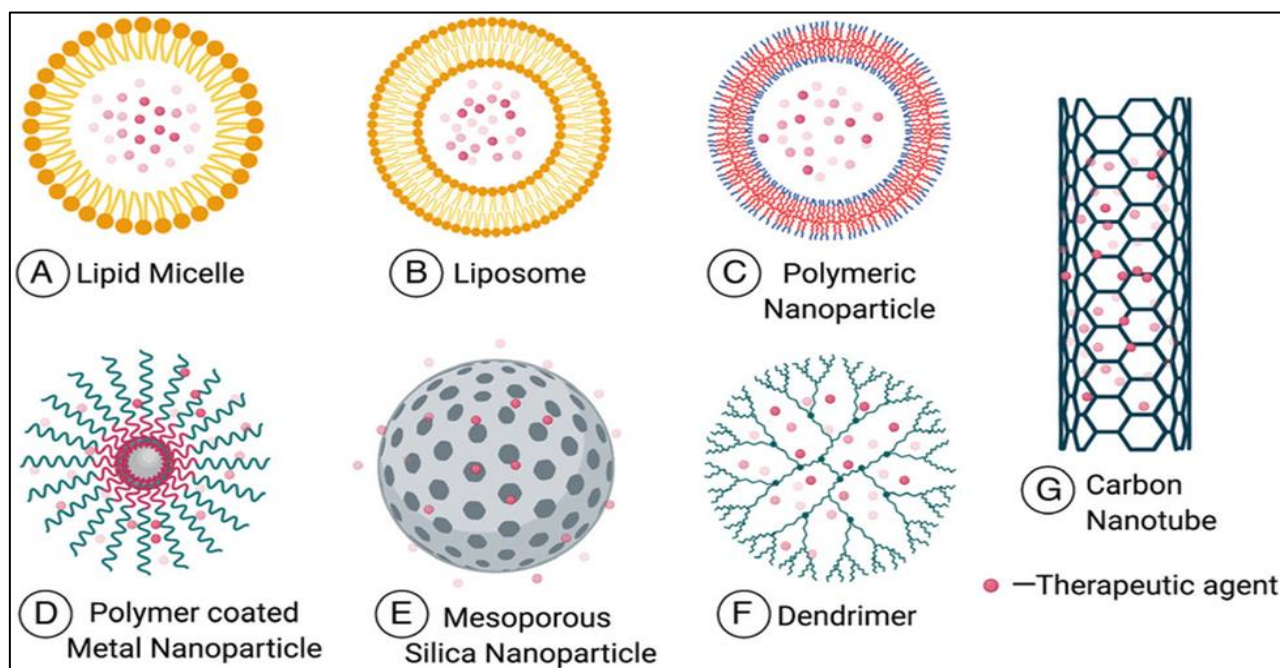 A Lipid Micelle
B Liposome
C Polymeric
Nanoparticle
D Polymer coated
Metal Nanoparticle
E Mesoporous
Silica Nanoparticle
F Dendrimer
G Carbon
Nanotube
—Therapeutic agent